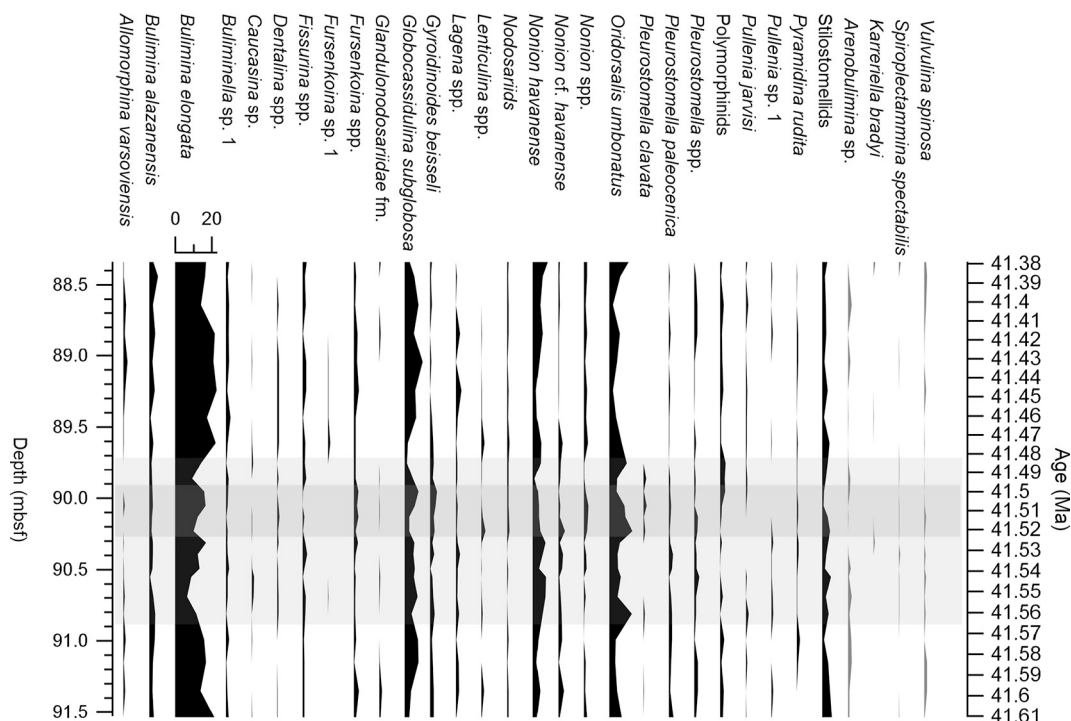 Allomorphina varsoviensis
Bulimina alazanensis
Bulimina elongata
Buliminella sp. 1
Caucasina sp.
Dentalina spp.
Fissurina spp.
Fursenkoina sp. 1
Fursenkoina spp.
Glandulonodosariidae fm.
Globocassidulina subglobosa
Gyroidinoides beisseli
Lagena spp.
Lenticulina spp.
Nodosariids
Nonion havanense
Nonion cf. havanense
Nonion spp.
Oridorsalis umbonatus
Pleurostomella clavata
Pleurostomella paleocenica
Pleurostomella spp.
Polymorphinids
Pullenia jarvisi
Pullenia sp. 1
Pyramidina rudita
Stilostomellids
Arenobulimina sp.
Karreriella bradyi
Spiroplectammina spectabilis
Vulvulina spinosa
0 20
Depth (mbsf)
88.5
89.0
89.5
90.0
90.5
91.0
91.5
41.38
41.39
41.4
41.41
41.42
41.43
41.44
41.45
41.46
41.47
41.48
41.49
41.5
41.51
41.52
41.53
41.54
41.55
41.56
41.57
41.58
41.59
41.6
41.61
Age (Ma)